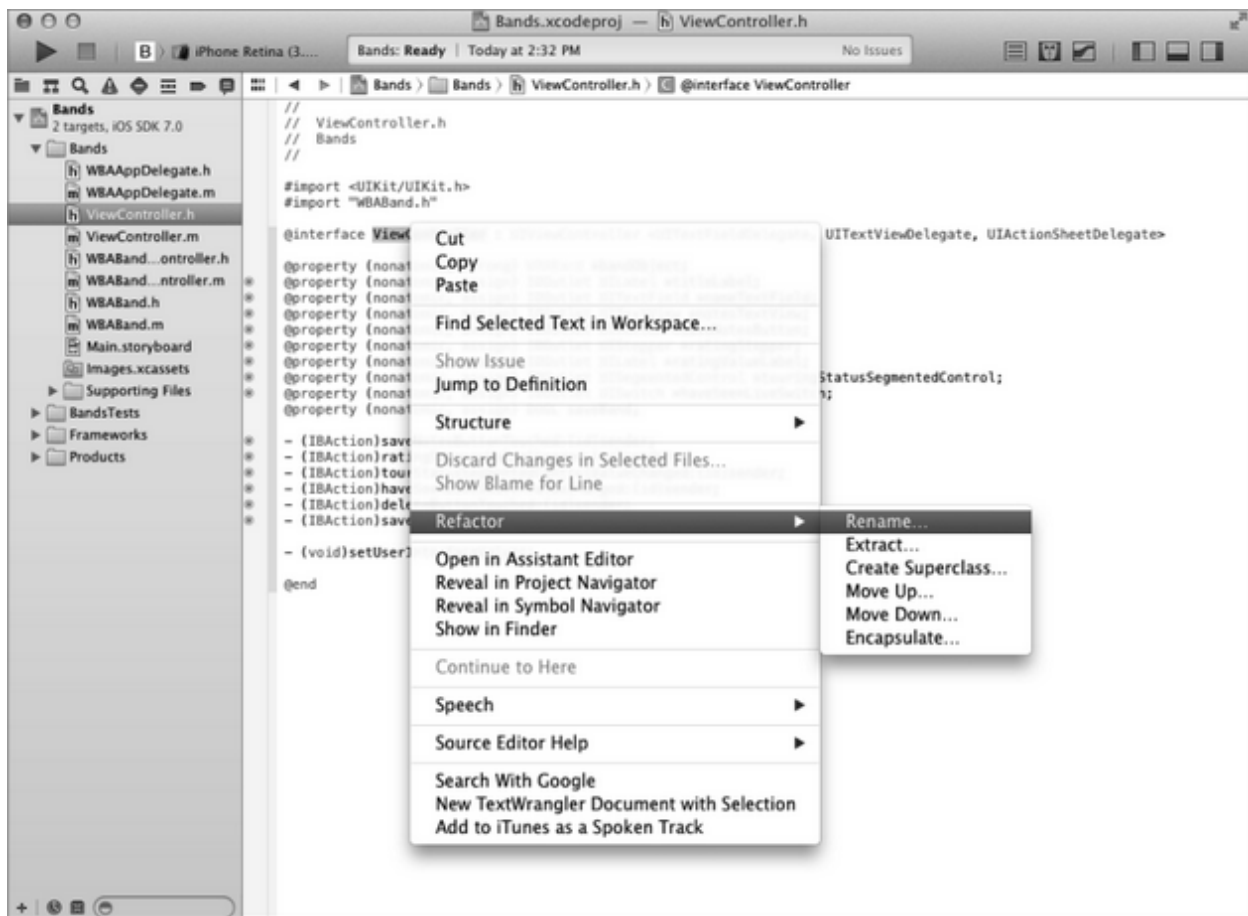 Bands.xcodeproj — h ViewController.h
B iPhone Retina (3.... Bands: Ready | Today at 2:32 PM No Issues
Bands Bands h ViewController.h C @interface ViewController
Bands
2 targets, iOS SDK 7.0
Bands
h WBAAppDelegate.h
m WBAAppDelegate.m
h ViewController.h
m ViewController.m
h WBABand...ontroller.h
m WBABand...ntroller.m
h WBABand.h
m WBABand.m
Main.storyboard
Images.xcassets
Supporting Files
BandsTests
Frameworks
Products
//
// ViewController.h
// Bands
//
#import <UIKit/UIKit.h>
#import "WBABand.h"
@interface UITextViewDelegate, UIActionSheetDelegate>
@property (nonat
@property (nonat
@property (nonat
@property (nonat
@property (nonat
@property (nonat
@property (nonat
@property (nonat StatusSegmentedControl;
@property (nonat
@property (nonat
- (IBAction)save
- (IBAction)rati
- (IBAction)tour
- (IBAction)have
- (IBAction)dele
- (IBAction)save
- (void)setUserI
@end
Cut
Copy
Paste
Find Selected Text in Workspace...
Show Issue
Jump to Definition
Structure
Discard Changes in Selected Files...
Show Blame for Line
Refactor
Open in Assistant Editor
Reveal in Project Navigator
Reveal in Symbol Navigator
Show in Finder
Continue to Here
Speech
Source Editor Help
Search With Google
New TextWrangler Document with Selection
Add to iTunes as a Spoken Track
Rename...
Extract...
Create Superclass...
Move Up...
Move Down...
Encapsulate...